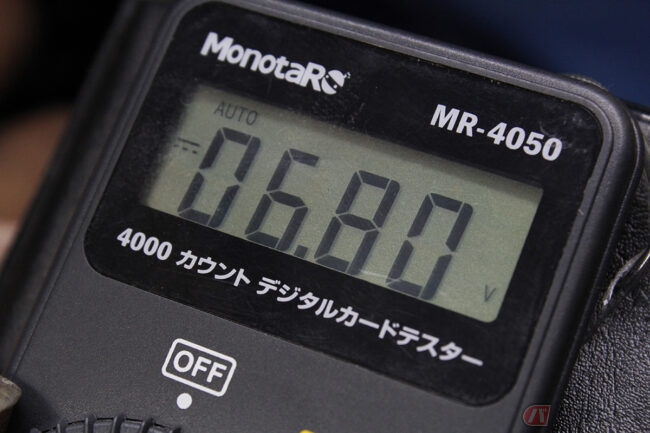 MonotaRO
MR-4050
AUTO
-06.80
V
4000 カウント デジタルカードテスター
OFF
バ